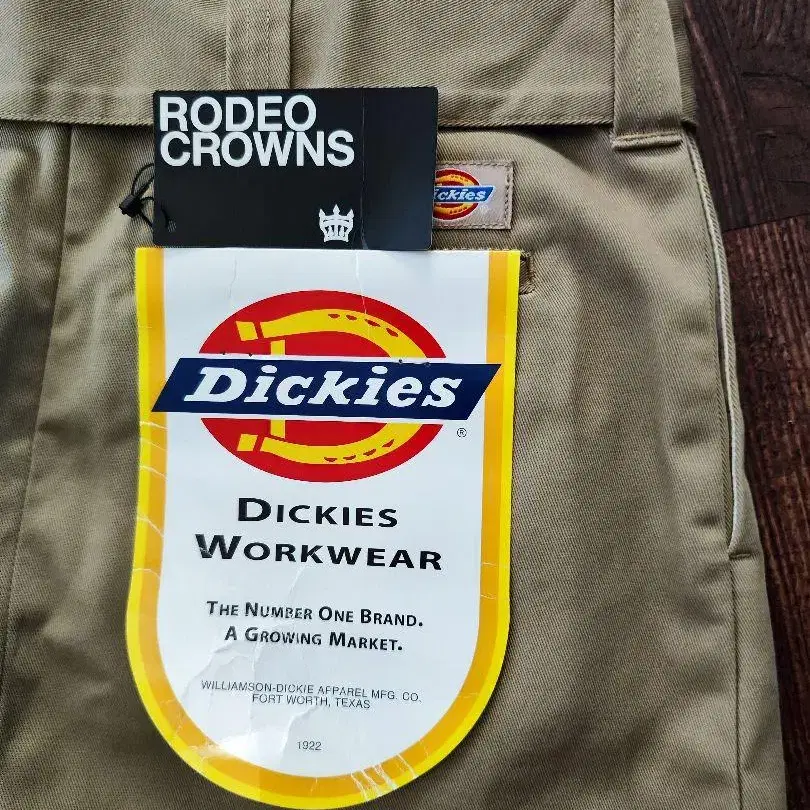 RODEO
CROWNS
ickies
Dickies
®
DICKIES
WORKWEAR
THE NUMBER ONE BRAND.
A GROWING MARKET.
WILLIAMSON-DICKIE APPAREL MFG. CO.
FORT WORTH, TEXAS
1922